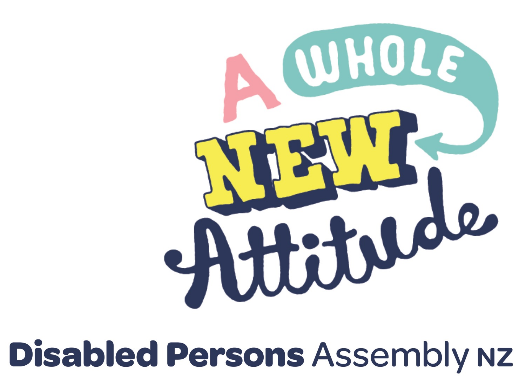 A WHOLE
NEW
Attitude
Disabled Persons Assembly NZ